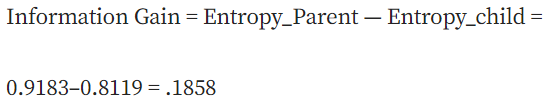 Information Gain = Entropy_Parent — Entropy_child =
0.9183–0.8119 = .1858